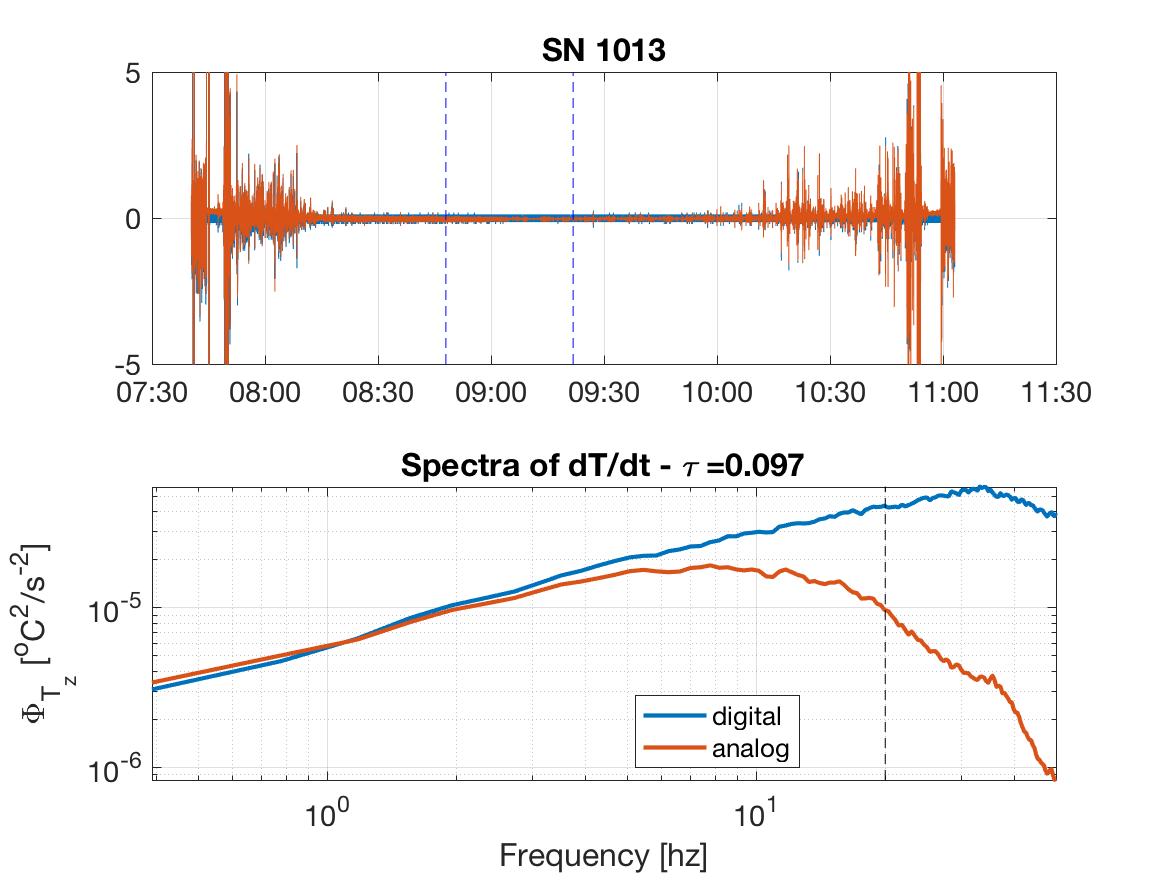 SN 1013
5
0
-5
07:30 08:00 08:30 09:00 09:30 10:00 10:30 11:00 11:30
Spectra of dT/dt - τ =0.097
Φ_{T_z} [°C²/s⁻²]
10⁻⁵
10⁻⁶
digital
analog
10⁰ 10¹
Frequency [hz]